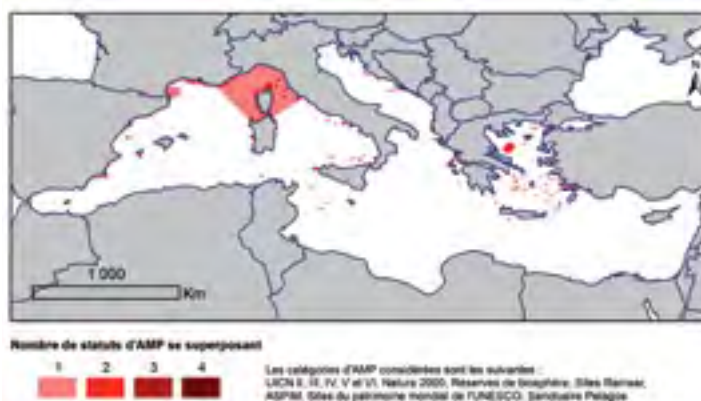 N
1 000
Km
Nombre de statuts d'AMP se superposant
1 2 3 4
Les catégories d'AMP considérées sont les suivantes :
UICN II, III, IV, V et VI, Natura 2000, Réserves de biosphère, Sites Ramsar,
ASPIM, Sites du patrimoine mondial de l'UNESCO, Sanctuaire Pelagos